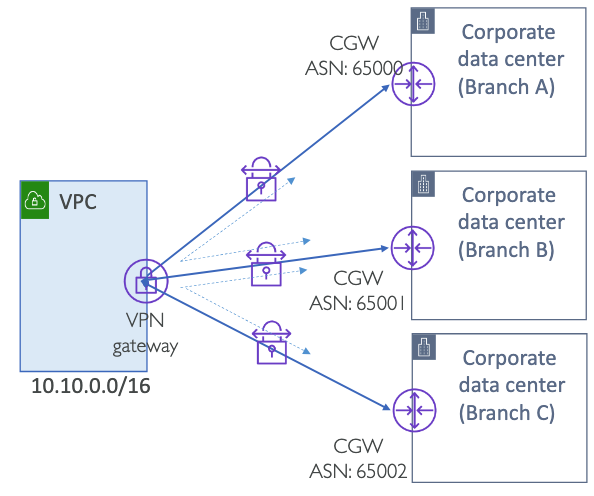 CGW
ASN: 65000
Corporate
data center
(Branch A)
VPC
VPN
gateway
10.10.0.0/16
CGW
ASN: 65001
Corporate
data center
(Branch B)
CGW
ASN: 65002
Corporate
data center
(Branch C)